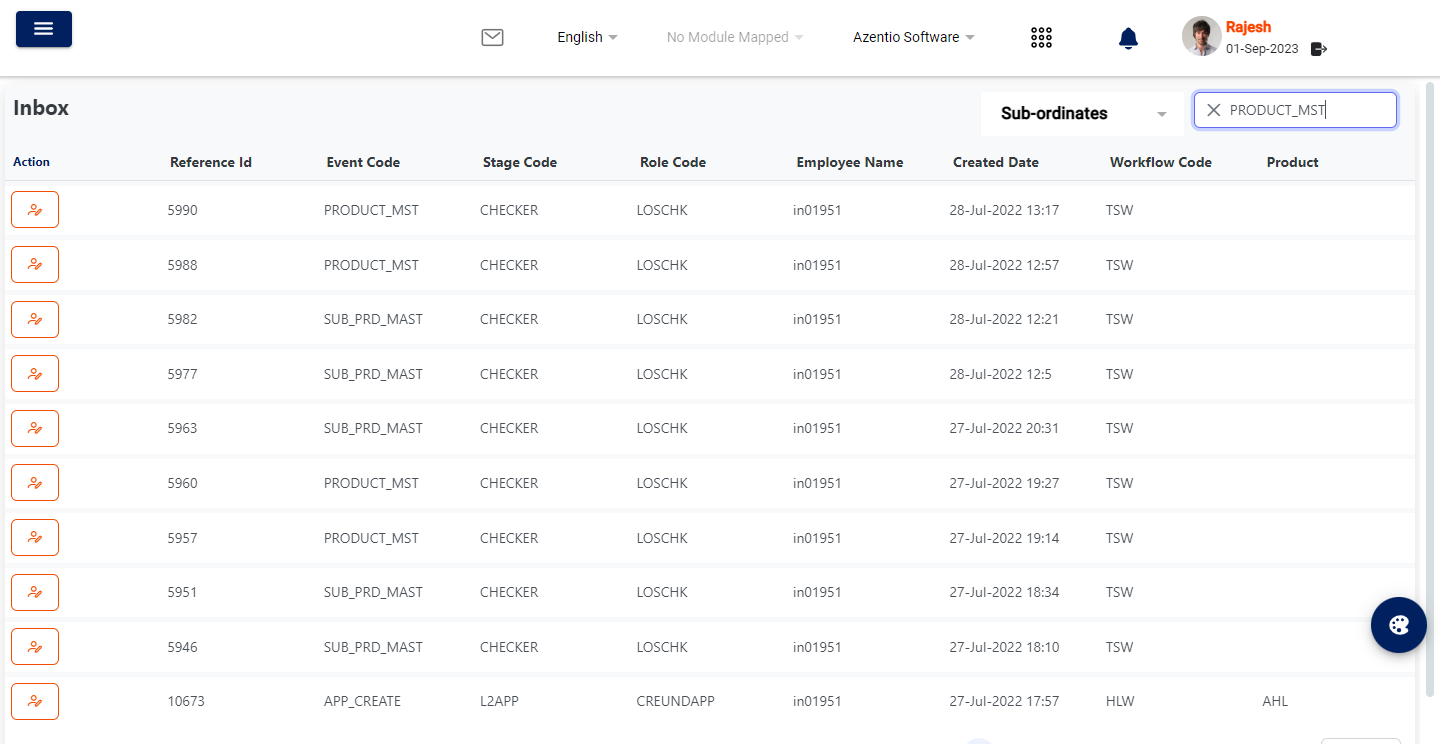 English No Module Mapped Azentio Software Rajesh
01-Sep-2023
Inbox Sub-ordinates PRODUCT_MST
Action Reference Id Event Code Stage Code Role Code Employee Name Created Date Workflow Code Product
5990 PRODUCT_MST CHECKER LOSCHK in01951 28-Jul-2022 13:17 TSW
5988 PRODUCT_MST CHECKER LOSCHK in01951 28-Jul-2022 12:57 TSW
5982 SUB_PRD_MAST CHECKER LOSCHK in01951 28-Jul-2022 12:21 TSW
5977 SUB_PRD_MAST CHECKER LOSCHK in01951 28-Jul-2022 12:5 TSW
5963 SUB_PRD_MAST CHECKER LOSCHK in01951 27-Jul-2022 20:31 TSW
5960 PRODUCT_MST CHECKER LOSCHK in01951 27-Jul-2022 19:27 TSW
5957 PRODUCT_MST CHECKER LOSCHK in01951 27-Jul-2022 19:14 TSW
5951 SUB_PRD_MAST CHECKER LOSCHK in01951 27-Jul-2022 18:34 TSW
5946 SUB_PRD_MAST CHECKER LOSCHK in01951 27-Jul-2022 18:10 TSW
10673 APP_CREATE L2APP CREUNDAPP in01951 27-Jul-2022 17:57 HLW AHL